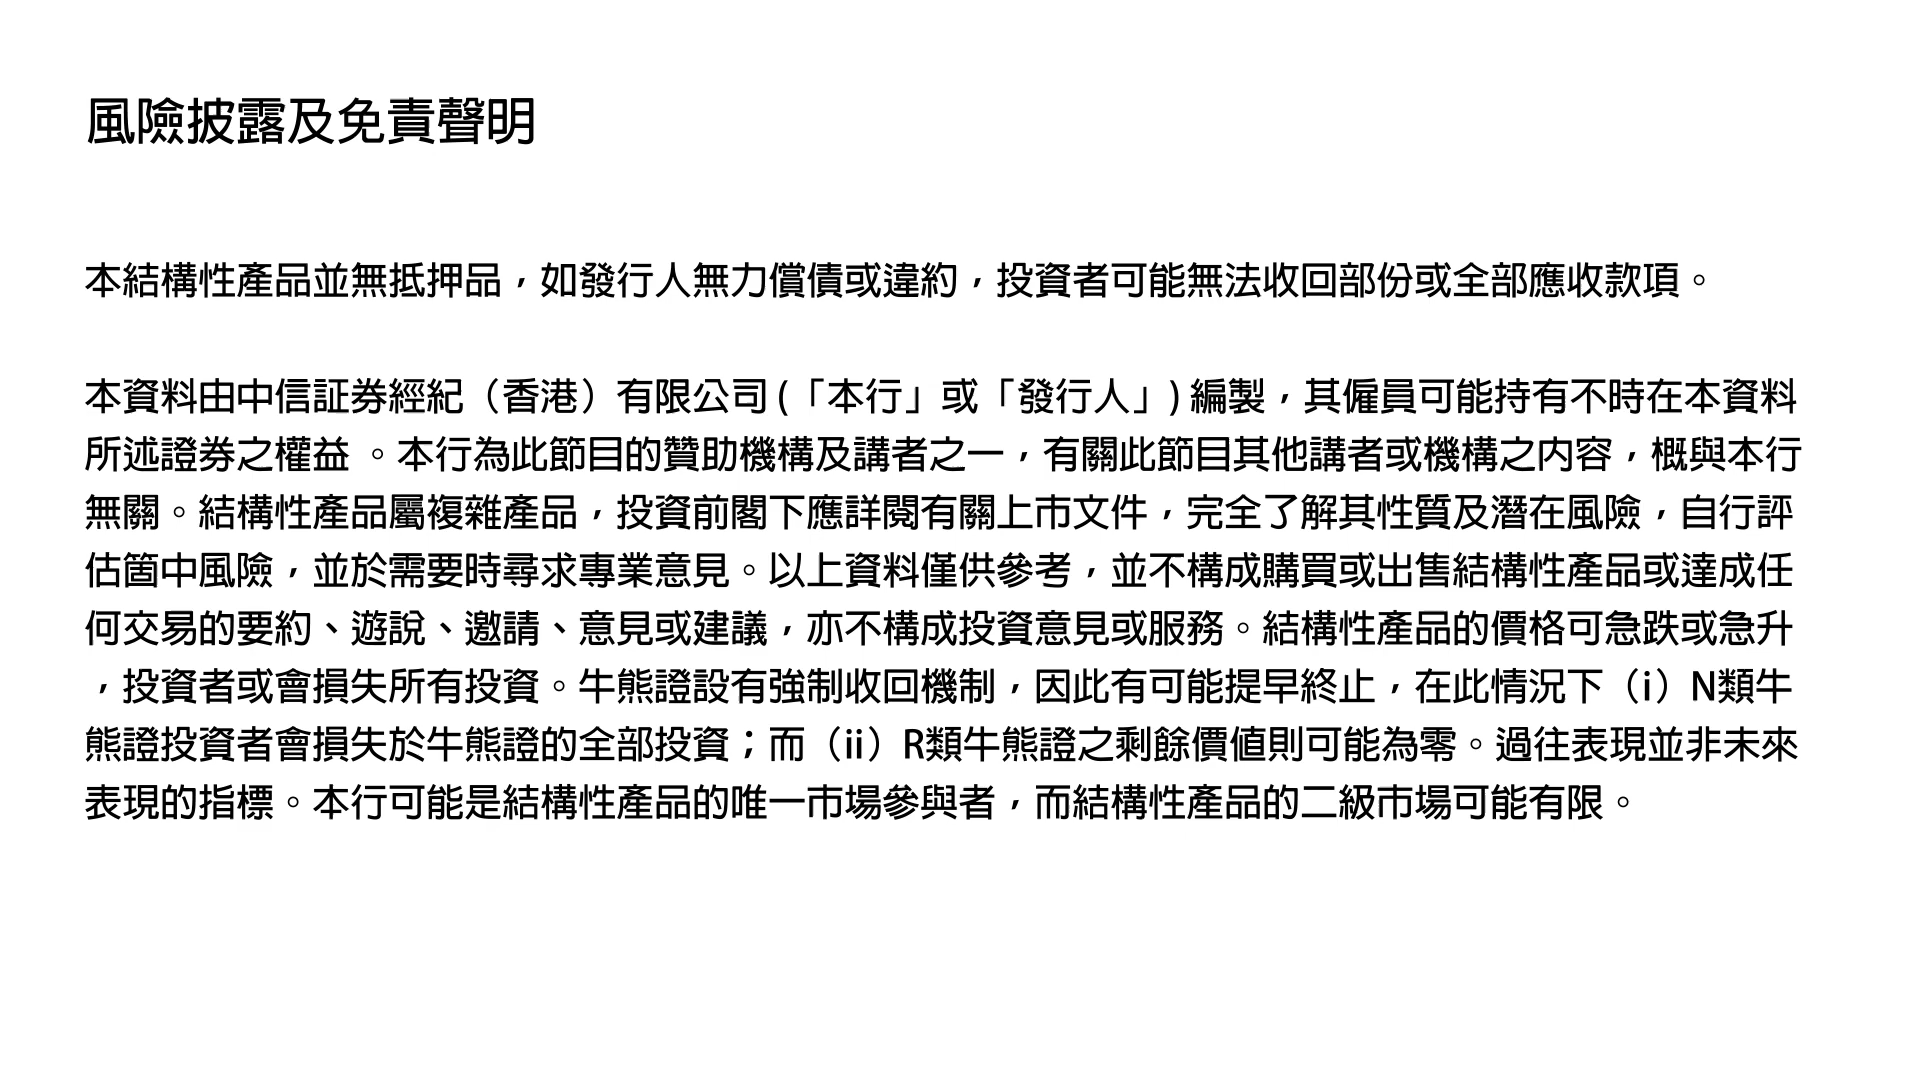 風險披露及免責聲明
本結構性產品並無抵押品，如發行人無力償債或違約，投資者可能無法收回部份或全部應收款項。
本資料由中信証券經紀（香港）有限公司 (「本行」或「發行人」) 編製，其僱員可能持有不時在本資料
所述證券之權益 。本行為此節目的贊助機構及講者之一，有關此節目其他講者或機構之内容，概與本行
無關。結構性產品屬複雜產品，投資前閣下應詳閱有關上市文件，完全了解其性質及潛在風險，自行評
估箇中風險，並於需要時尋求專業意見。以上資料僅供參考，並不構成購買或出售結構性產品或達成任
何交易的要約、遊說、邀請、意見或建議，亦不構成投資意見或服務。結構性產品的價格可急跌或急升
，投資者或會損失所有投資。牛熊證設有強制收回機制，因此有可能提早終止，在此情況下（i）N類牛
熊證投資者會損失於牛熊證的全部投資；而（ii）R類牛熊證之剩餘價值則可能為零。過往表現並非未來
表現的指標。本行可能是結構性產品的唯一市場參與者，而結構性產品的二級市場可能有限。